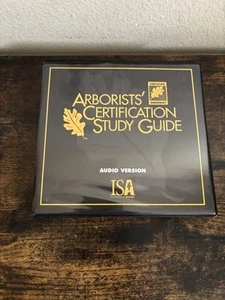 ARBORISTS'
CERTIFICATION
STUDY GUIDE
AUDIO VERSION
ISA